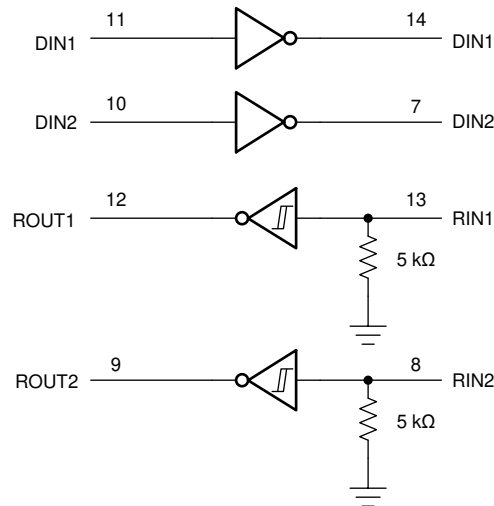 11 14
DIN1 DIN1
10 7
DIN2 DIN2
12 13
ROUT1 RIN1
5 kΩ
9 8
ROUT2 RIN2
5 kΩ